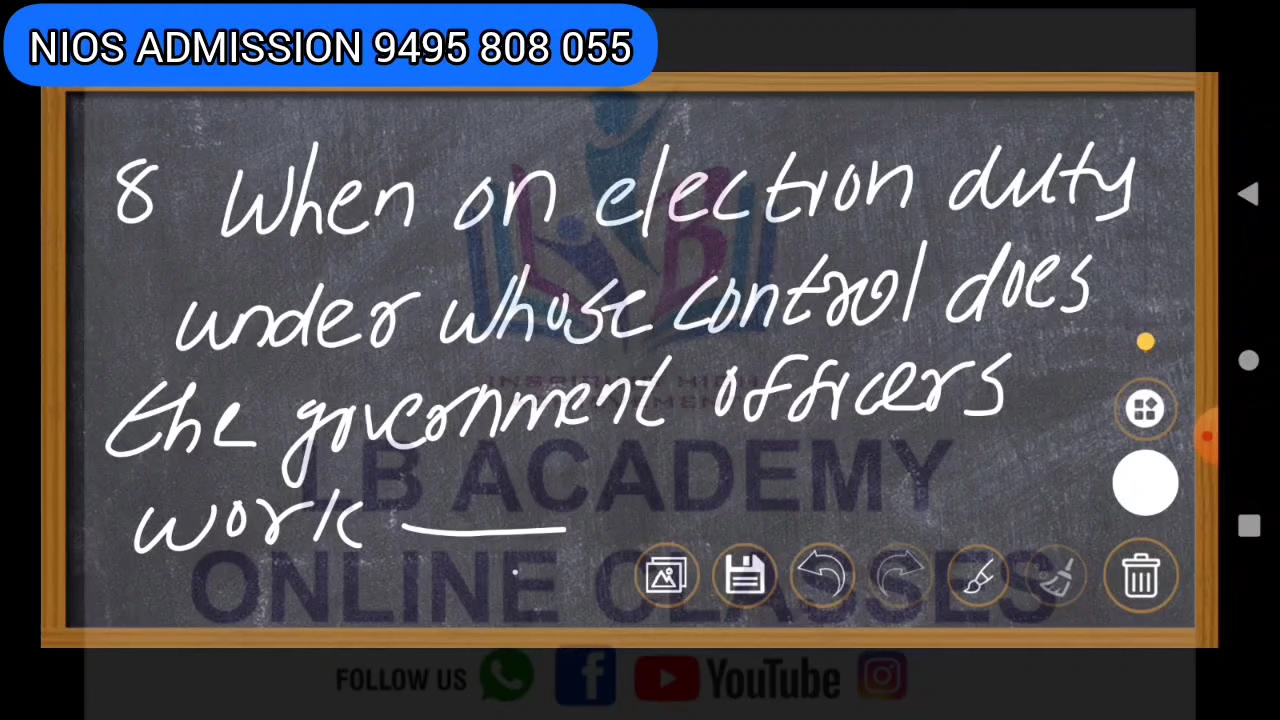 NIOS ADMISSION 9495 808 055
8 When on election duty
under whose control does
the government officers
work ———
LB ACADEMY
ONLINE CLASSES
FOLLOW US YouTube